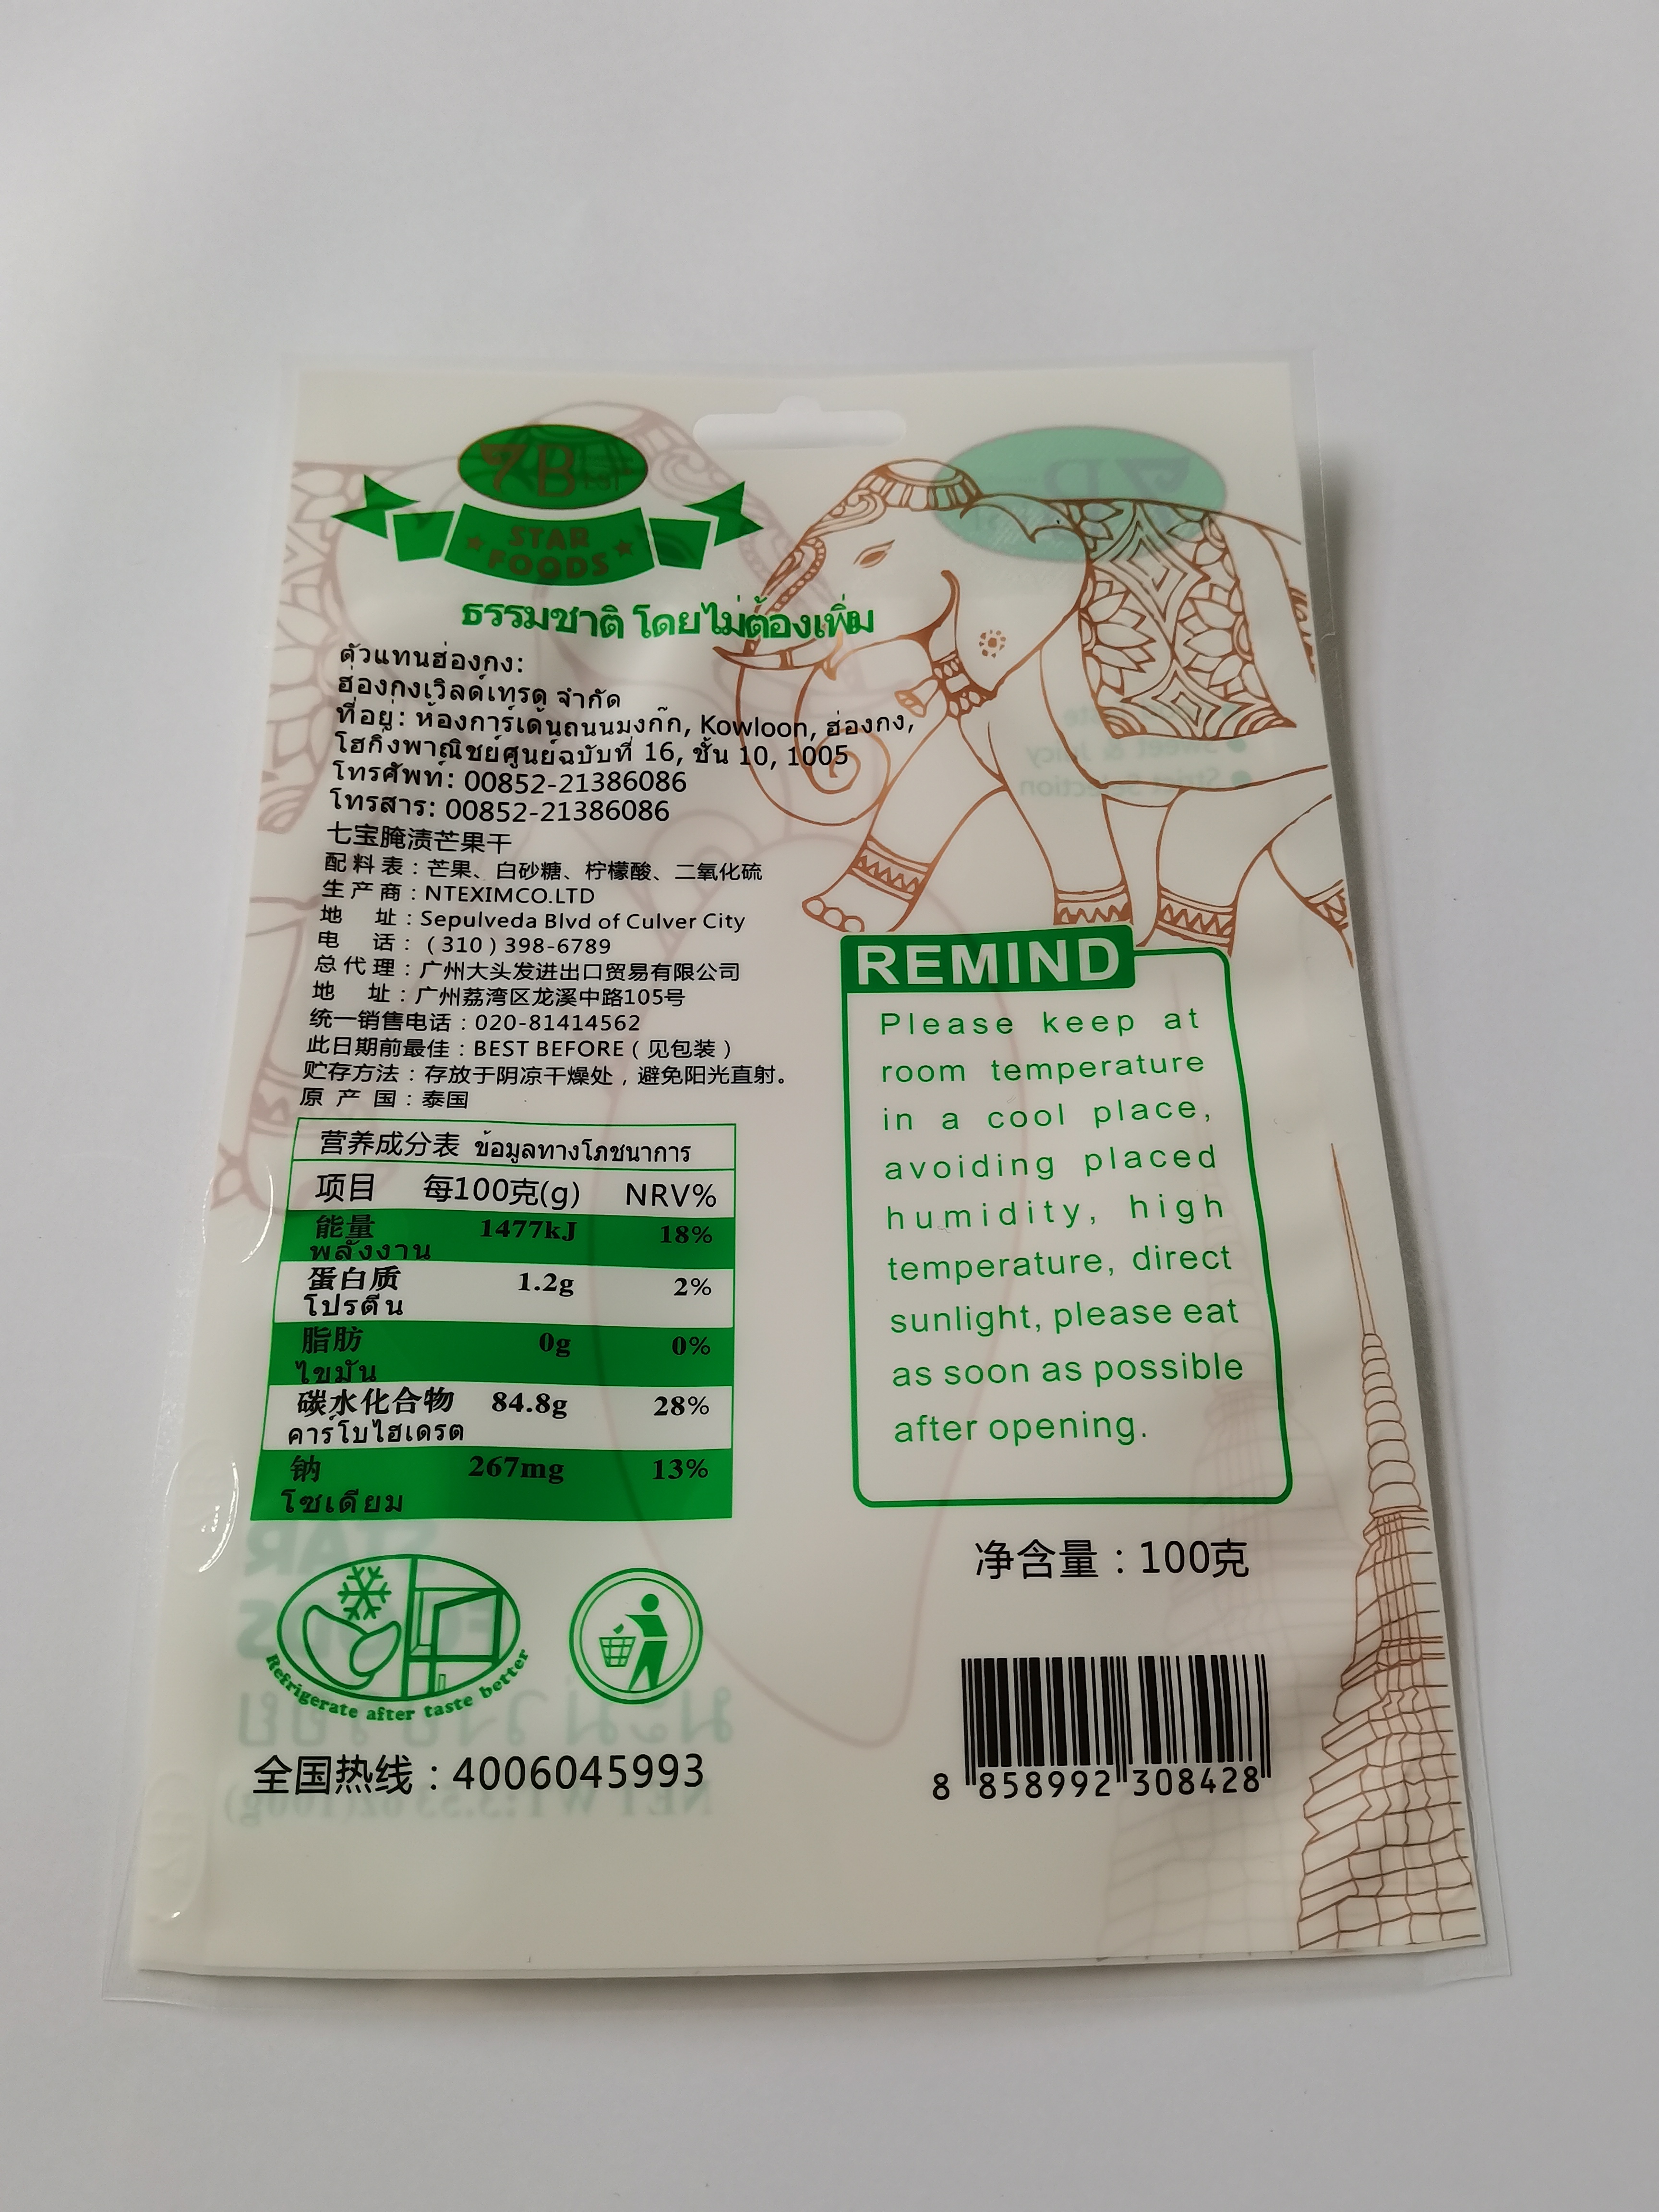 7Best
STAR
FOODS
ธรรมชาติ โดยไม่ต้องเพิ่ม
ตัวแทนฮ่องกง:
ฮ่องกงเวิลด์เทรด จำกัด
ที่อยู่: ห้องการ์เด้นถนนมงก๊ก, Kowloon, ฮ่องกง,
โฮกิ่งพาณิชย์ศูนย์ฉบับที่ 16, ชั้น 10, 1005
โทรศัพท์: 00852-21386086
โทรสาร: 00852-21386086
七宝腌渍芒果干
配料表：芒果、白砂糖、柠檬酸、二氧化硫
生产商：NTEXIMCO.LTD
地 址：Sepulveda Blvd of Culver City
电 话：（310）398-6789
总代理：广州大头发进出口贸易有限公司
地 址：广州荔湾区龙溪中路105号
统一销售电话：020-81414562
此日期前最佳：BEST BEFORE（见包装）
贮存方法：存放于阴凉干燥处，避免阳光直射。
原产国：泰国
营养成分表 ข้อมูลทางโภชนาการ
项目 每100克(g) NRV%
能量 1477kJ 18%
พลังงาน
蛋白质 1.2g 2%
โปรตีน
脂肪 0g 0%
ไขมัน
碳水化合物 84.8g 28%
คาร์โบไฮเดรต
钠 267mg 13%
โซเดียม
Refrigerate after taste better
全国热线：4006045993
REMIND
Please keep at
room temperature
in a cool place,
avoiding placed
humidity, high
temperature, direct
sunlight, please eat
as soon as possible
after opening.
净含量：100克
8 858992 308428